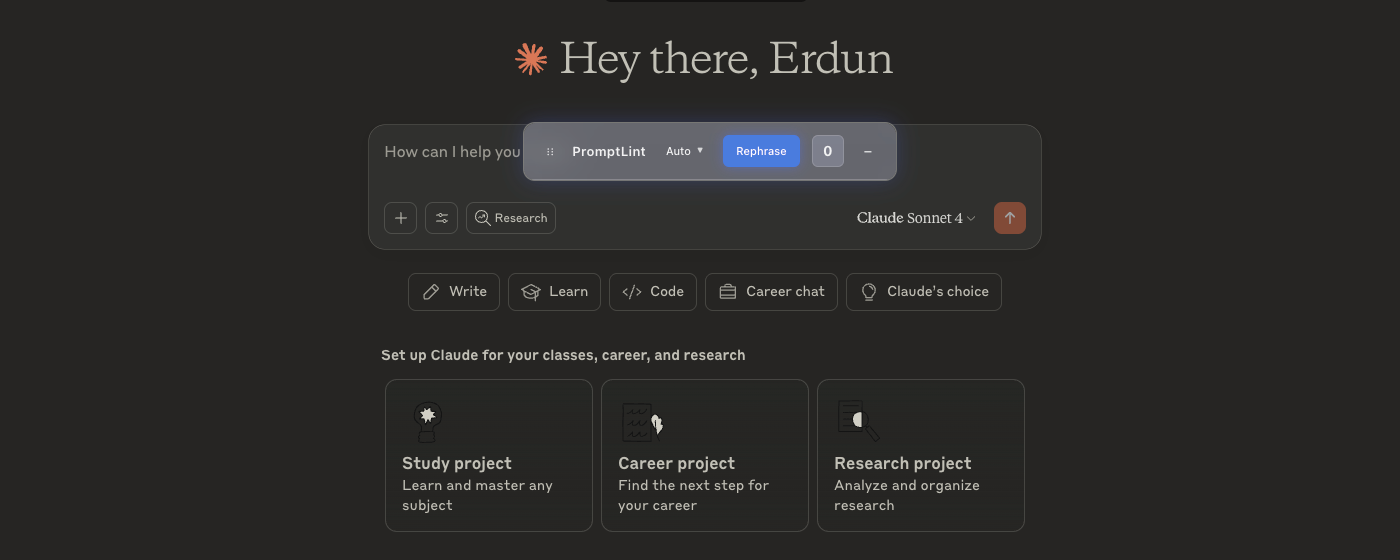 Hey there, Erdun
How can I help you
PromptLint Auto Rephrase 0
Research
Claude Sonnet 4
Write Learn Code Career chat Claude's choice
Set up Claude for your classes, career, and research
Study project
Learn and master any
subject
Career project
Find the next step for
your career
Research project
Analyze and organize
research